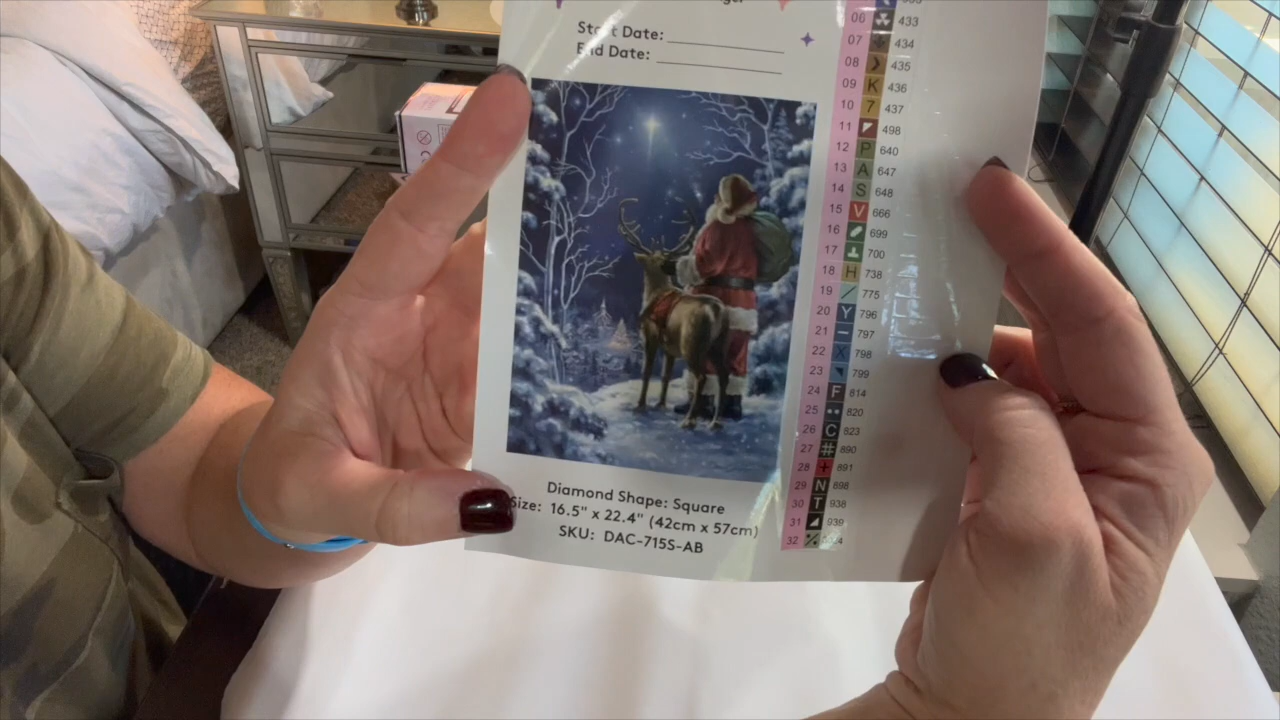 Start Date:
End Date:
06 433
07 434
08 435
09 K 436
10 7 437
11 498
12 P 640
13 A 647
14 S 648
15 V 666
16 699
17 700
18 H 738
19 / 775
20 Y 796
21 – 797
22 X 798
23 799
24 F 814
25 •• 820
26 C 823
27 # 890
28 + 891
29 N 898
30 T 938
31 939
32
Diamond Shape: Square
Size: 16.5" x 22.4" (42cm x 57cm)
SKU: DAC-715S-AB